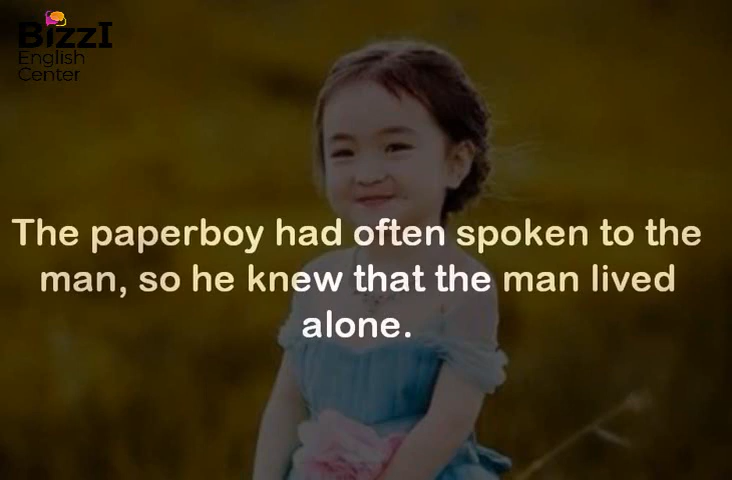 BizzI
English
Center
The paperboy had often spoken to the
man, so he knew that the man lived
alone.